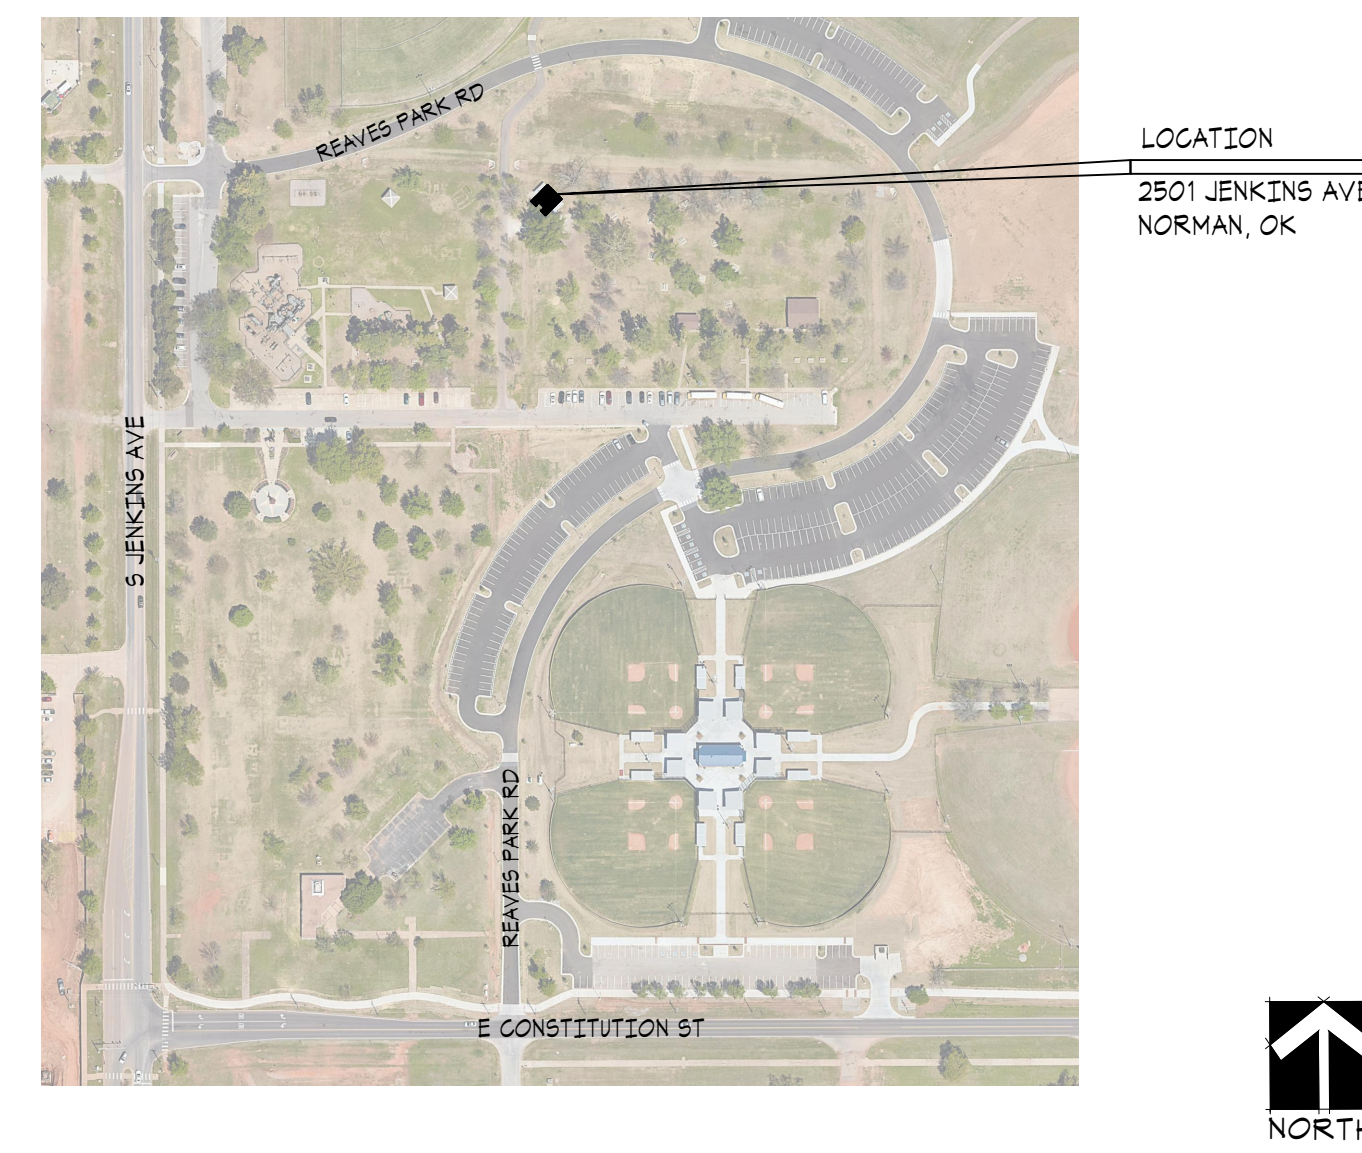 REAVES PARK RD
LOCATION
2501 JENKINS AVE
NORMAN, OK
S JENKINS AVE
REAVES PARK RD
E CONSTITUTION ST
NORTH